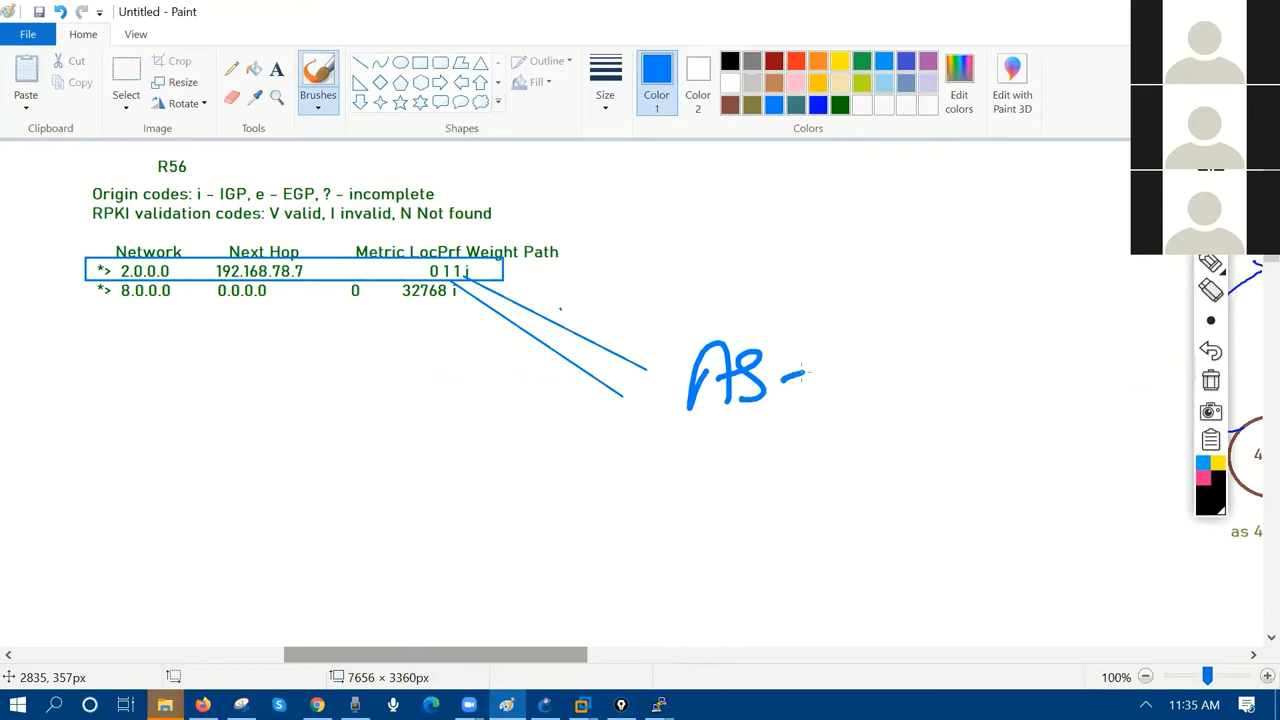 Untitled - Paint
File Home View
Paste
Cut
Copy
Clipboard
Select
Crop
Resize
Rotate
Image
Tools
Brushes
Outline
Fill
Shapes
Size
Color 1
Color 2
Edit colors
Edit with Paint 3D
Colors
R56
Origin codes: i - IGP, e - EGP, ? - incomplete
RPKI validation codes: V valid, I invalid, N Not found
Network Next Hop Metric LocPrf Weight Path
*> 2.0.0.0 192.168.78.7 0 1 1 i
*> 8.0.0.0 0.0.0.0 0 32768 i
AS -
4
as 4
2835, 357px
7656 × 3360px
100%
11:35 AM